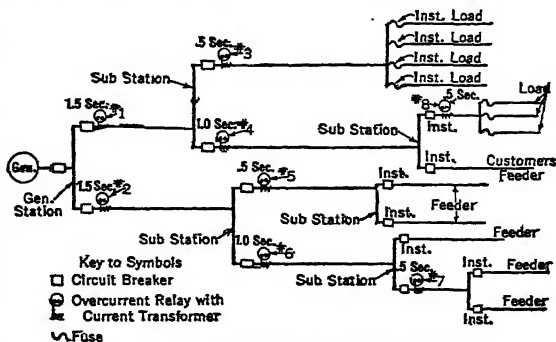 Inst. Load
.5 Sec. *3
Inst. Load
Inst. Load
Sub Station
Inst. Load
*8 .5 Sec.
Load
1.5 Sec. *1
1.0 Sec. *4
Sub Station
Inst.
Gen.
Inst.
Customers
Feeder
Gen.
Station
1.5 Sec. *2
.5 Sec. *5
Inst.
Feeder
Sub Station
Inst.
Sub Station
1.0 Sec. *6
Feeder
Inst.
Key to Symbols
Circuit Breaker
Overcurrent Relay with
Current Transformer
Fuse
Sub Station
.5 Sec. *7
Inst.
Feeder
Inst.
Feeder